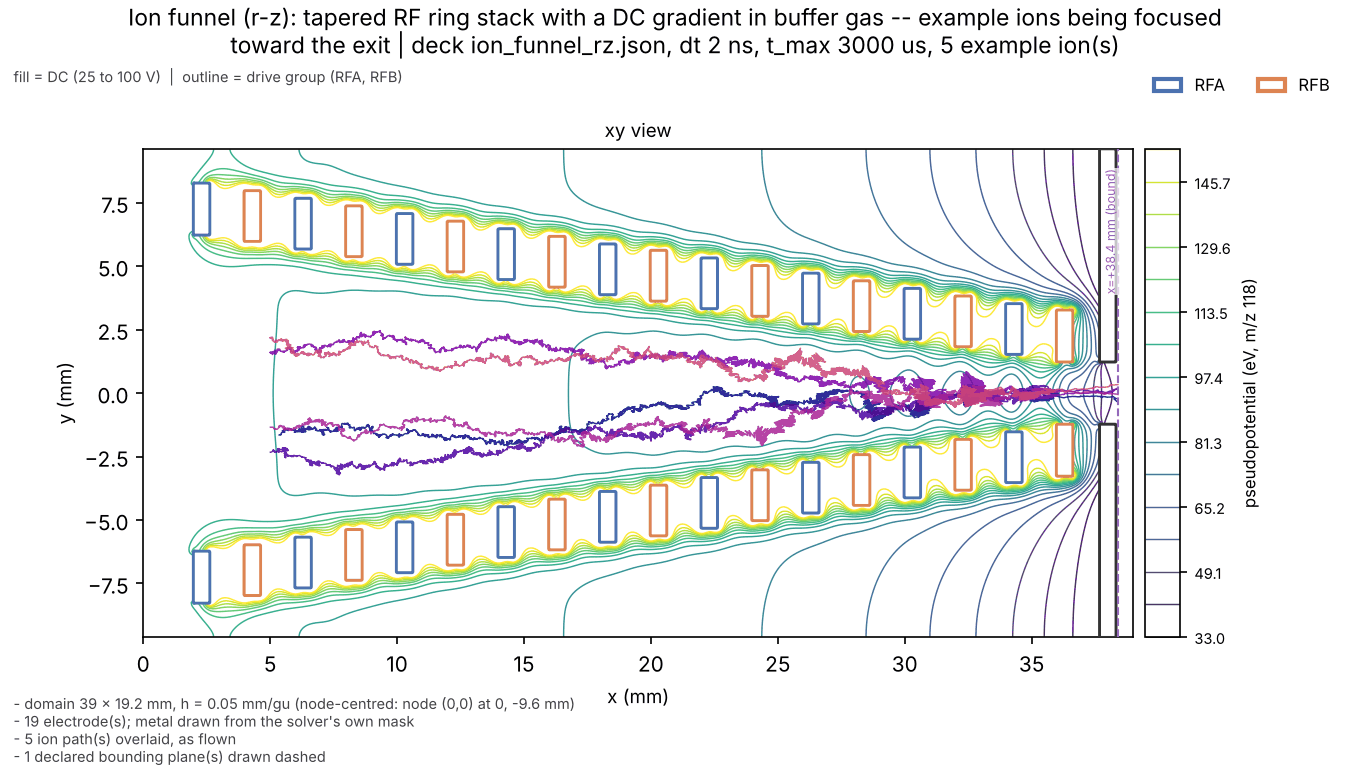 Ion funnel (r-z): tapered RF ring stack with a DC gradient in buffer gas -- example ions being focused
toward the exit | deck ion_funnel_rz.json, dt 2 ns, t_max 3000 us, 5 example ion(s)
fill = DC (25 to 100 V) | outline = drive group (RFA, RFB)
RFA
RFB
xy view
x=+38.4 mm (bound)
7.5
5.0
2.5
0.0
−2.5
−5.0
−7.5
y (mm)
0
5
10
15
20
25
30
35
x (mm)
145.7
129.6
113.5
97.4
81.3
65.2
49.1
33.0
pseudopotential (eV, m/z 118)
- domain 39 × 19.2 mm, h = 0.05 mm/gu (node-centred: node (0,0) at 0, -9.6 mm)
- 19 electrode(s); metal drawn from the solver's own mask
- 5 ion path(s) overlaid, as flown
- 1 declared bounding plane(s) drawn dashed